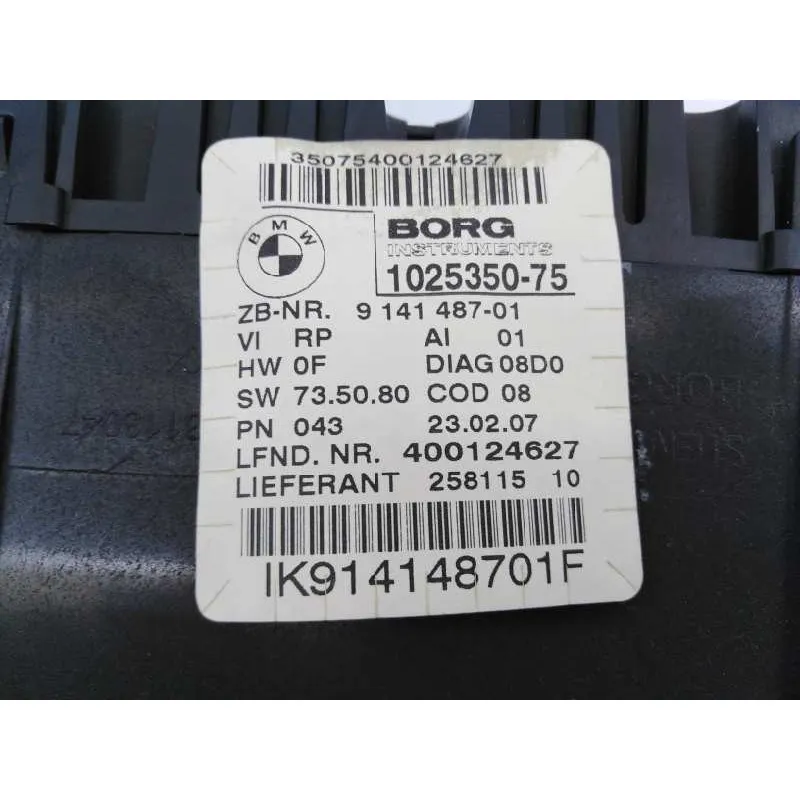 35075400124627
BMW
BORG
INSTRUMENTS
1025350-75
ZB-NR. 9 141 487-01
VI RP AI 01
HW 0F DIAG 08D0
SW 73.50.80 COD 08
PN 043 23.02.07
LFND. NR. 400124627
LIEFERANT 258115 10
IK914148701F